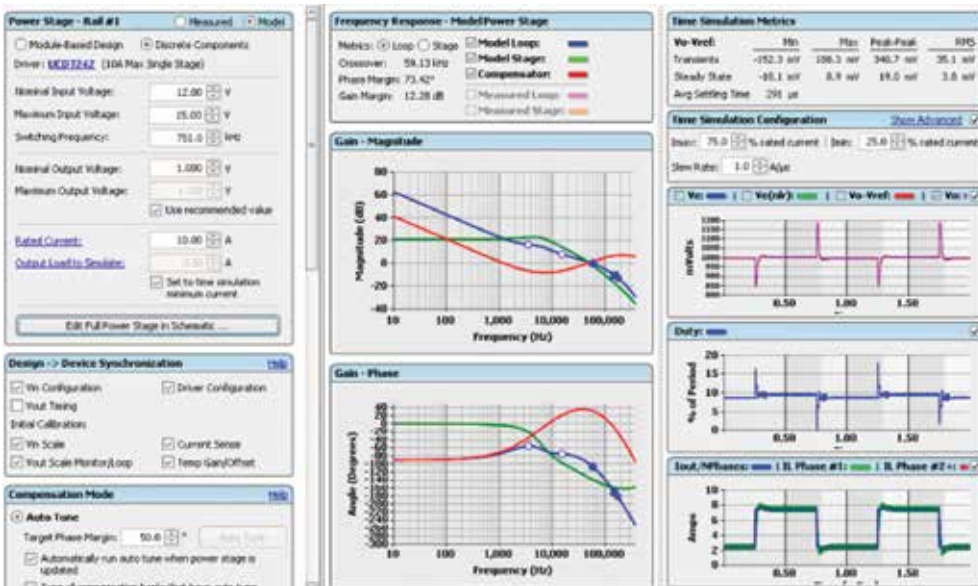 Power Stage - Rail #1
Measured
Model
Module-Based Design
Discrete Components
Driver: UCD7242 (10A Max Single Stage)
Nominal Input Voltage: 12.00 V
Maximum Input Voltage: 15.00 V
Switching Frequency: 751.0 kHz
Nominal Output Voltage: 1.000 V
Maximum Output Voltage: V
Use recommended value
Rated Current: 10.00 A
Output Load to Simulate: A
Set to time simulation
minimum current
Edit Full Power Stage in Schematic ...
Design -> Device Synchronization
Help
Vin Configuration
Driver Configuration
Vout Timing
Initial Calibration:
Vin Scale
Current Sense
Vout Scale Monitor/Loop
Temp Gain/Offset
Compensation Mode
Help
Auto Tune
Target Phase Margin: 50.0 °
Auto Tune
Automatically run auto tune when power stage is
updated
Frequency Response - Model Power Stage
Metrics: Loop Stage
Crossover: 59.13 kHz
Phase Margin: 73.42°
Gain Margin: 12.28 dB
Model Loop:
Model Stage:
Compensator:
Measured Loop:
Measured Stage:
Gain - Magnitude
Magnitude (dB)
80
60
40
20
0
-20
-40
10
100
1,000
10,000
100,000
Frequency (Hz)
Gain - Phase
Angle (Degrees)
10
100
1,000
10,000
100,000
Frequency (Hz)
Time Simulation Metrics
Vo-Vref: Min Max Peak-Peak RMS
Transients -152.3 mV 188.3 mV 340.7 mV 35.1 mV
Steady State -10.1 mV 8.9 mV 19.0 mV 3.8 mV
Avg Settling Time 291 µs
Time Simulation Configuration
Show Advanced
Imax: 75.0 % rated current | Imin: 25.0 % rated current
Slew Rate: 1.0 A/µs
Vo: | Vo(nlr): | Vo-Vref: |
mVolts
1200
1100
1000
900
800
0.50
1.00
1.50
Duty:
% of Period
20
15
10
5
0
0.50
1.00
1.50
Iout/NPhases: | IL Phase #1: | IL Phase #2
Amps
10
8
6
4
2
0
0.50
1.00
1.50